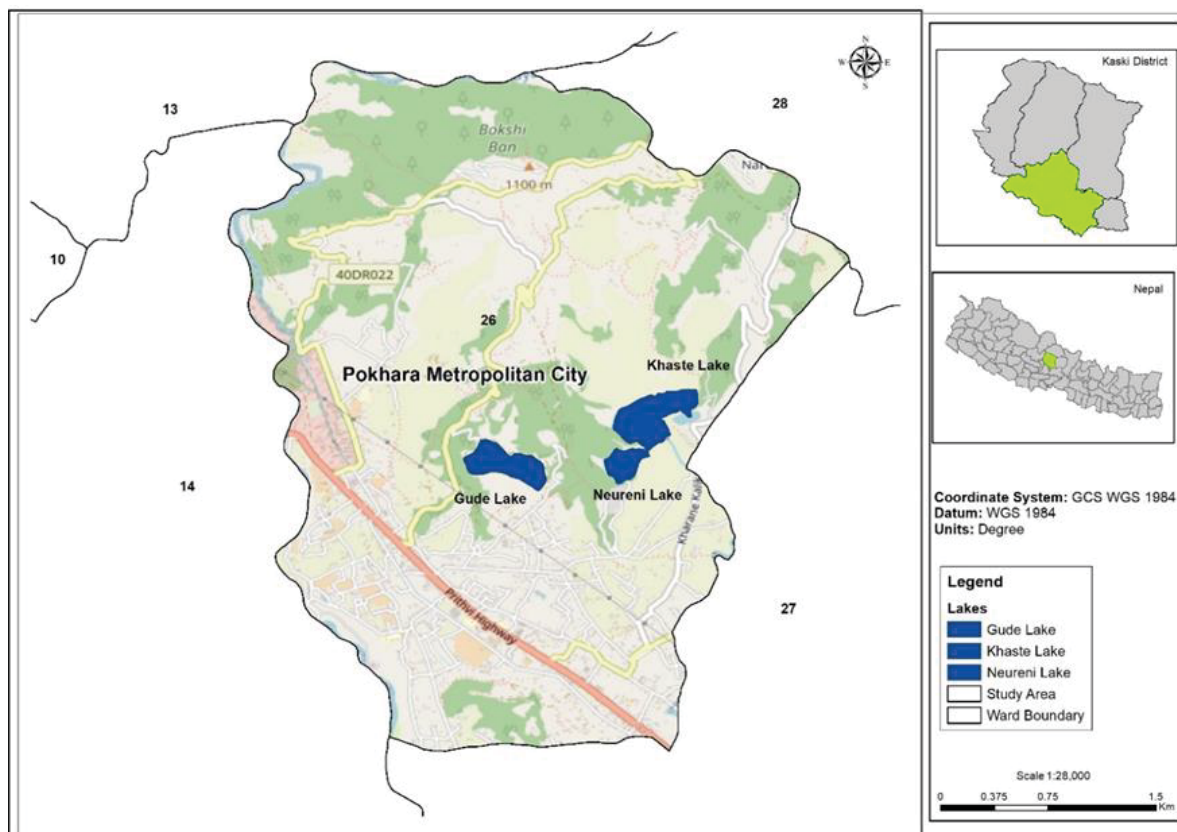 N
W
E
S
13
28
Bokshi
Ban
1100 m
10
40DR022
26
Khaste Lake
Pokhara Metropolitan City
14
Gude Lake
Neureni Lake
Prithvi Highway
27
Kaski District
Nepal
Coordinate System: GCS WGS 1984
Datum: WGS 1984
Units: Degree
Legend
Lakes
Gude Lake
Khaste Lake
Neureni Lake
Study Area
Ward Boundary
Scale 1:28,000
0 0.375 0.75 1.5
Km